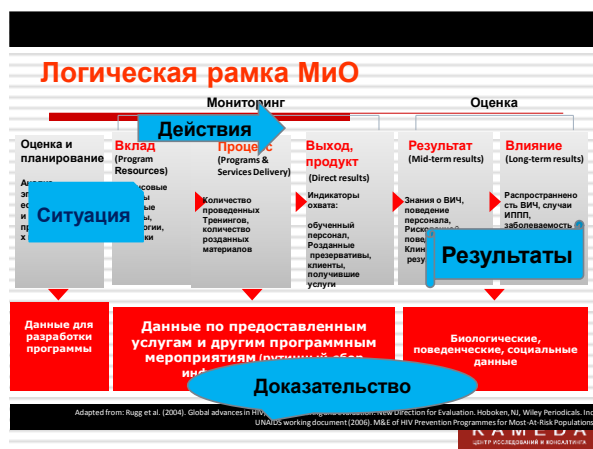 Логическая рамка МиО
Мониторинг
Оценка
Действия
Оценка и
планирование
Ситуация
Вклад
(Program
Resources)
Процесс
(Programs &
Services Delivery)
Количество
проведенных
Тренингов,
количество
розданных
материалов
Выход,
продукт
(Direct results)
Индикаторы
охвата:
обученный
персонал,
Розданные
презервативы,
клиенты,
получившие
услуги
Результат
(Mid-term results)
Знания о ВИЧ,
поведение
персонала,
Влияние
(Long-term results)
Распространено
сть ВИЧ, случаи
ИППП,
заболеваемость
Результаты
Данные для
разработки
программы
Данные по предоставленным
услугам и другим программным
мероприятиям
Биологические,
поведенческие, социальные
данные
Доказательство
Adapted from: Rugg et al. (2004). Global advances in HIV New Direction for Evaluation. Hoboken, NJ, Wiley Periodicals. Inc
UNAIDS working document (2006). M&E of HIV Prevention Programmes for Most-At-Risk Populations
KAMEDA
ЦЕНТР ИССЛЕДОВАНИЙ И КОНСАЛТИНГА